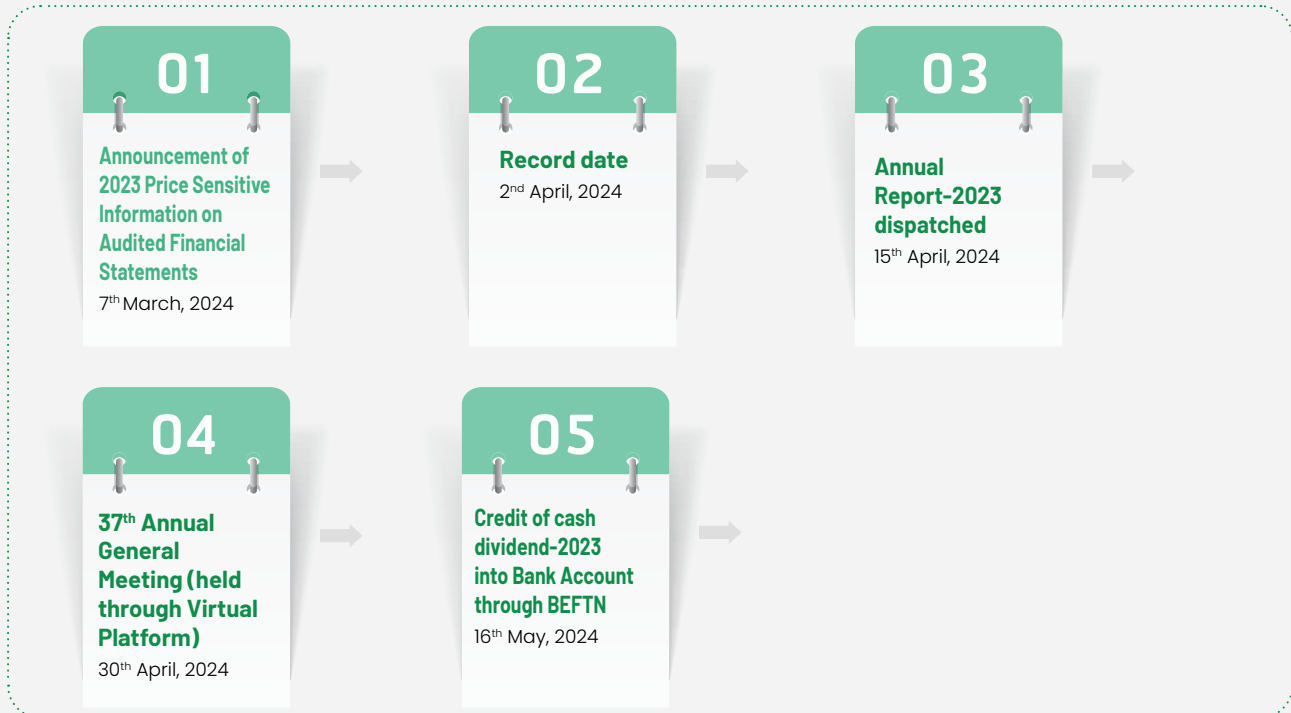 01
Announcement of
2023 Price Sensitive
Information on
Audited Financial
Statements
7th March, 2024
02
Record date
2nd April, 2024
03
Annual
Report-2023
dispatched
15th April, 2024
04
37th Annual
General
Meeting (held
through Virtual
Platform)
30th April, 2024
05
Credit of cash
dividend-2023
into Bank Account
through BEFTN
16th May, 2024